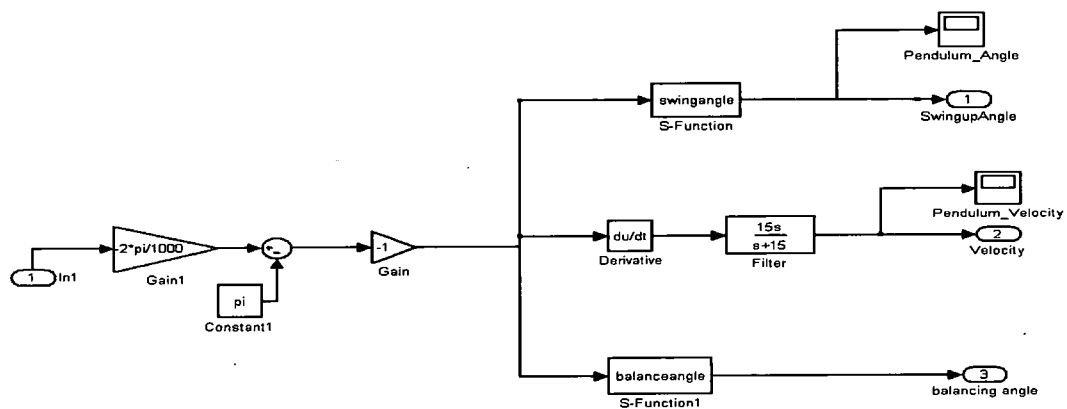 Pendulum_Angle
swingangle
S-Function
1
SwingupAngle
Pendulum_Velocity
1
In1
-2*pi/1000
Gain1
+
-
-1
Gain
du/dt
Derivative
15s
s+15
Filter
2
Velocity
pi
Constant1
balanceangle
S-Function1
3
balancing angle